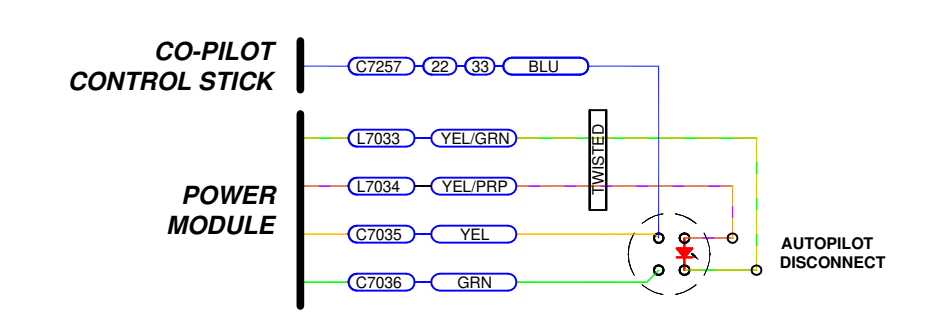 CO-PILOT
CONTROL STICK
C7257 22 33 BLU
L7033 YEL/GRN
TWISTED
L7034 YEL/PRP
POWER
MODULE
C7035 YEL
AUTOPILOT
DISCONNECT
C7036 GRN